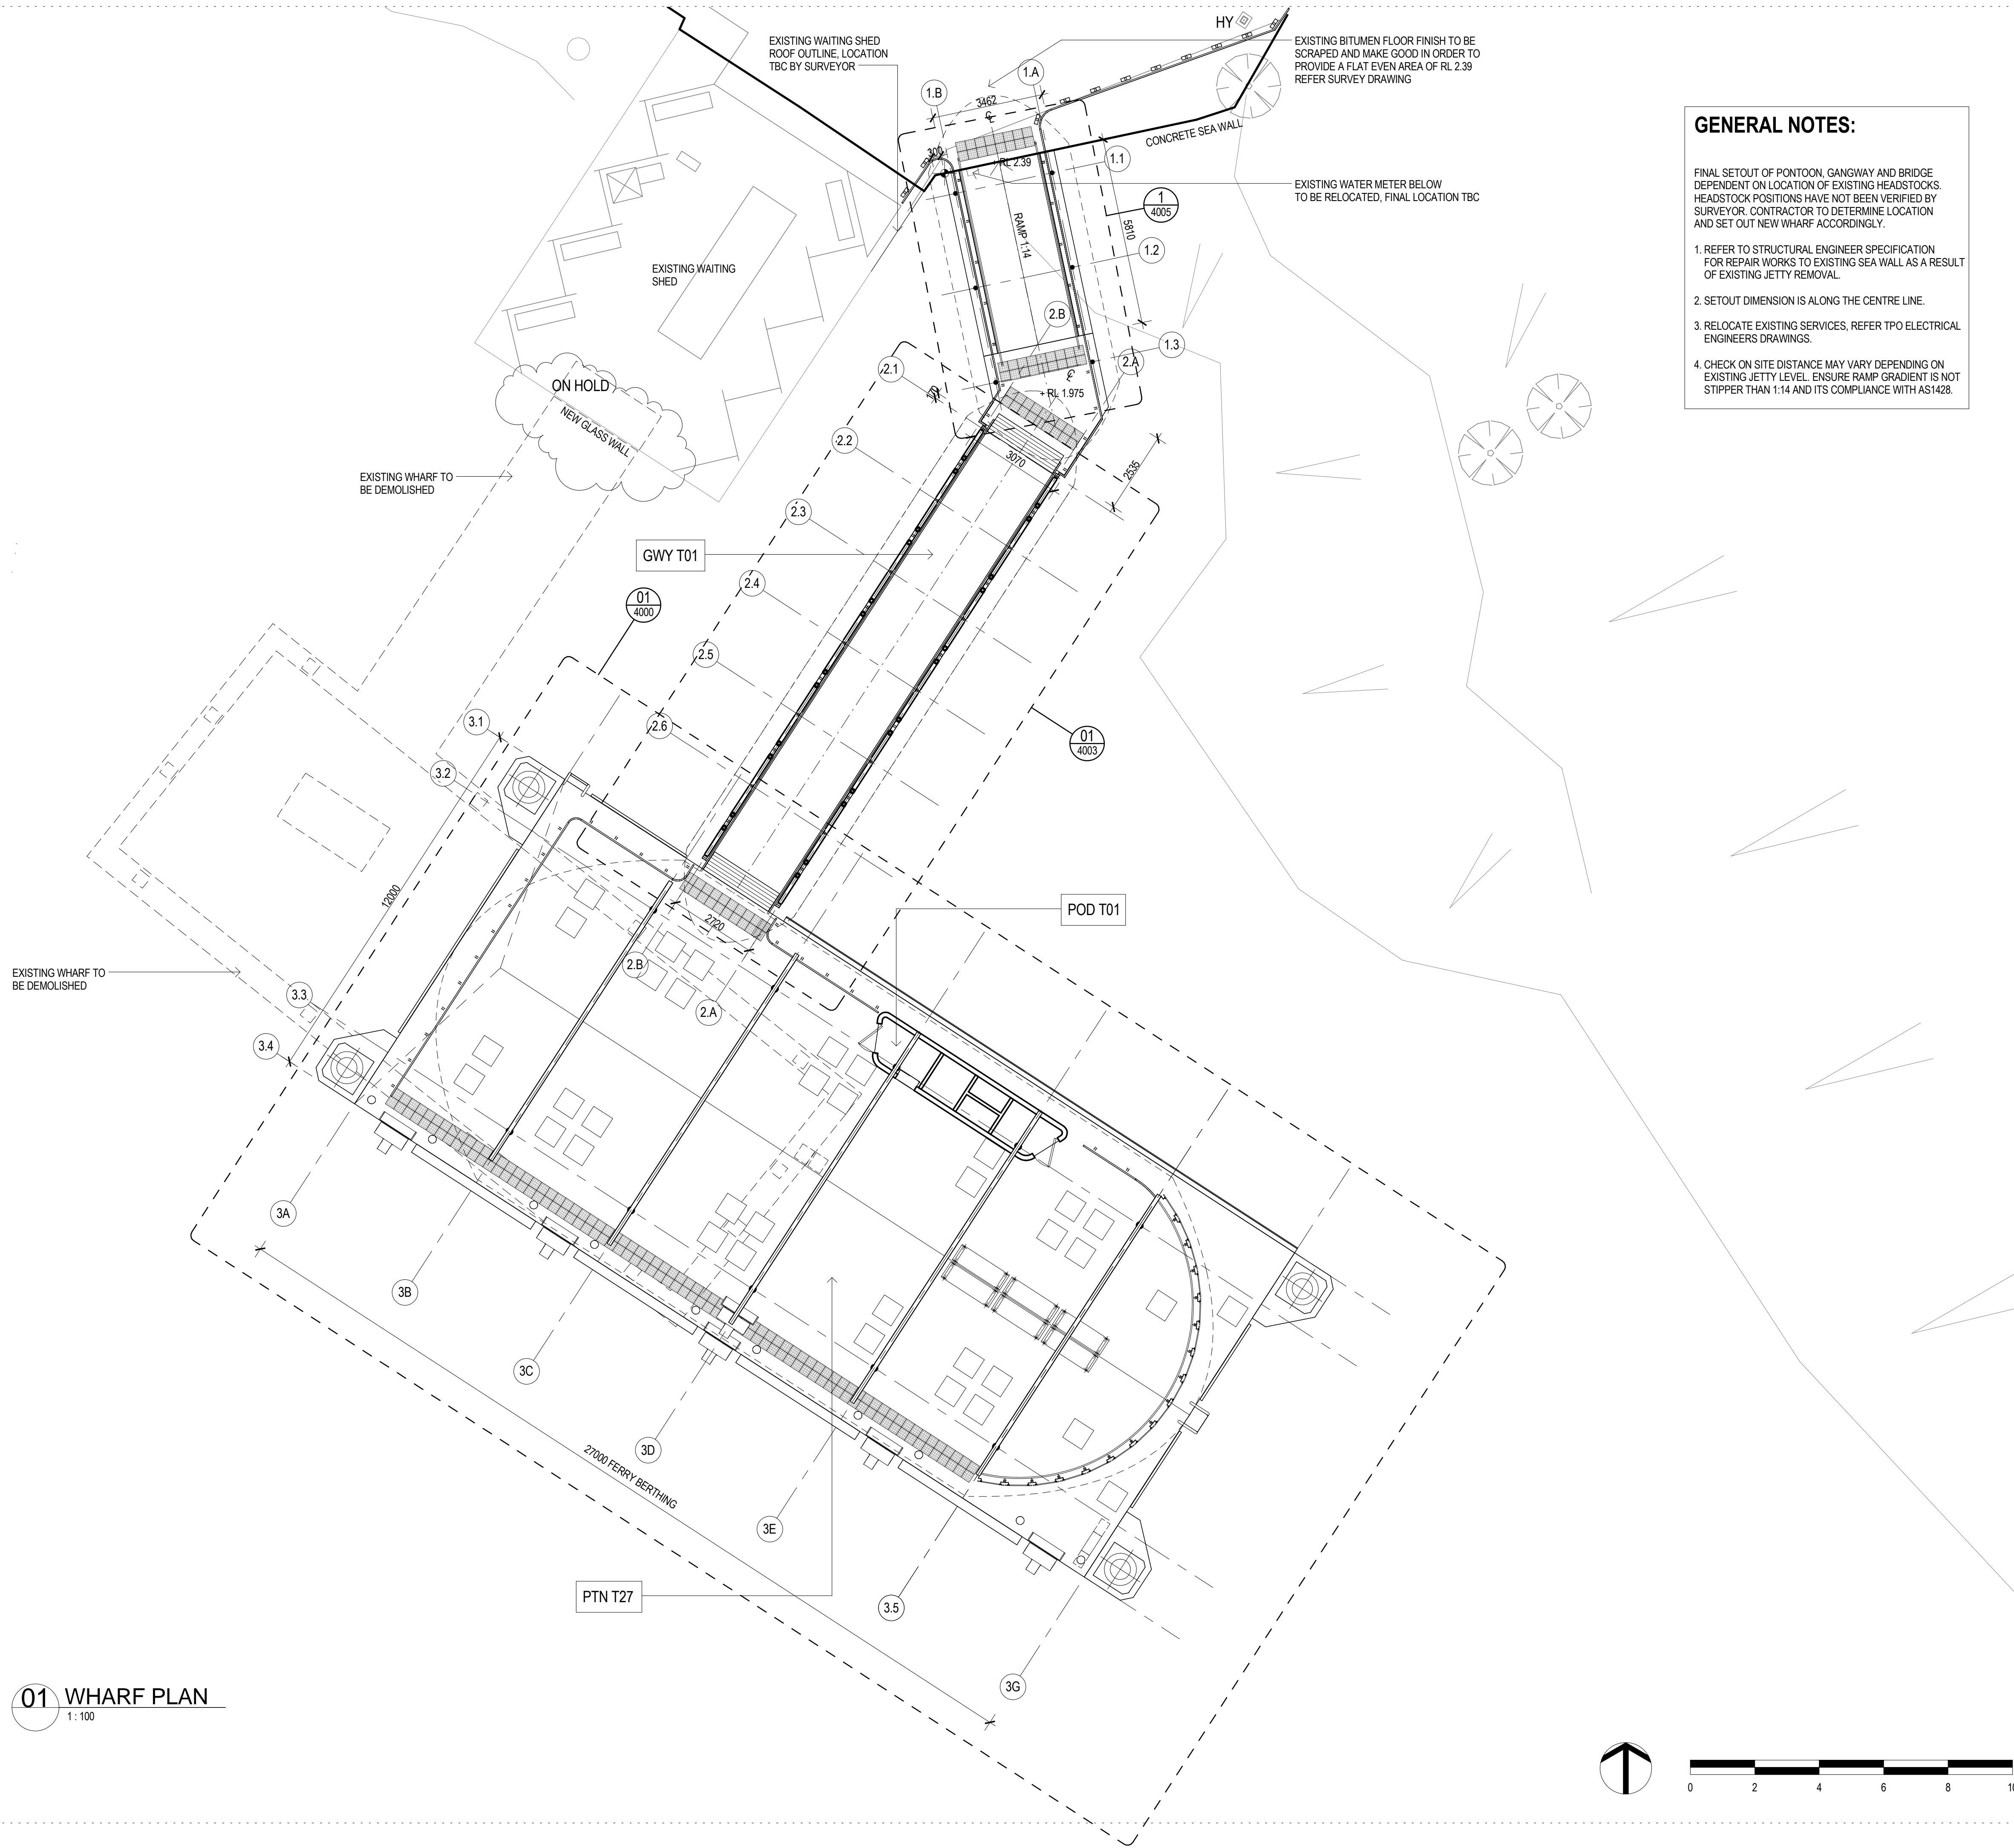 HY
EXISTING WAITING SHED
ROOF OUTLINE, LOCATION
TBC BY SURVEYOR
EXISTING BITUMEN FLOOR FINISH TO BE
SCRAPED AND MAKE GOOD IN ORDER TO
PROVIDE A FLAT EVEN AREA OF RL 2.39
REFER SURVEY DRAWING
1.A
1.B
3462
CONCRETE SEA WALL
300
+ RL 2.39
1.1
EXISTING WATER METER BELOW
TO BE RELOCATED, FINAL LOCATION TBC
1
4005
RAMP 1:14
5810
1.2
EXISTING WAITING
SHED
2.B
1.3
2.A
2.1
+ RL 1.975
ON HOLD
NEW GLASS WALL
2.2
3070
2535
EXISTING WHARF TO
BE DEMOLISHED
2.3
GWY T01
2.4
01
4000
2.5
3.1
2.6
01
4003
3.2
12000
POD T01
2720
2.B
EXISTING WHARF TO
BE DEMOLISHED
3.3
2.A
3.4
3A
3B
3C
3D
27000 FERRY BERTHING
3E
PTN T27
3.5
3G
GENERAL NOTES:
FINAL SETOUT OF PONTOON, GANGWAY AND BRIDGE
DEPENDENT ON LOCATION OF EXISTING HEADSTOCKS.
HEADSTOCK POSITIONS HAVE NOT BEEN VERIFIED BY
SURVEYOR. CONTRACTOR TO DETERMINE LOCATION
AND SET OUT NEW WHARF ACCORDINGLY.
1. REFER TO STRUCTURAL ENGINEER SPECIFICATION
FOR REPAIR WORKS TO EXISTING SEA WALL AS A RESULT
OF EXISTING JETTY REMOVAL.
2. SETOUT DIMENSION IS ALONG THE CENTRE LINE.
3. RELOCATE EXISTING SERVICES, REFER TPO ELECTRICAL
ENGINEERS DRAWINGS.
4. CHECK ON SITE DISTANCE MAY VARY DEPENDING ON
EXISTING JETTY LEVEL. ENSURE RAMP GRADIENT IS NOT
STIPPER THAN 1:14 AND ITS COMPLIANCE WITH AS1428.
01 WHARF PLAN
1 : 100
0 2 4 6 8 10